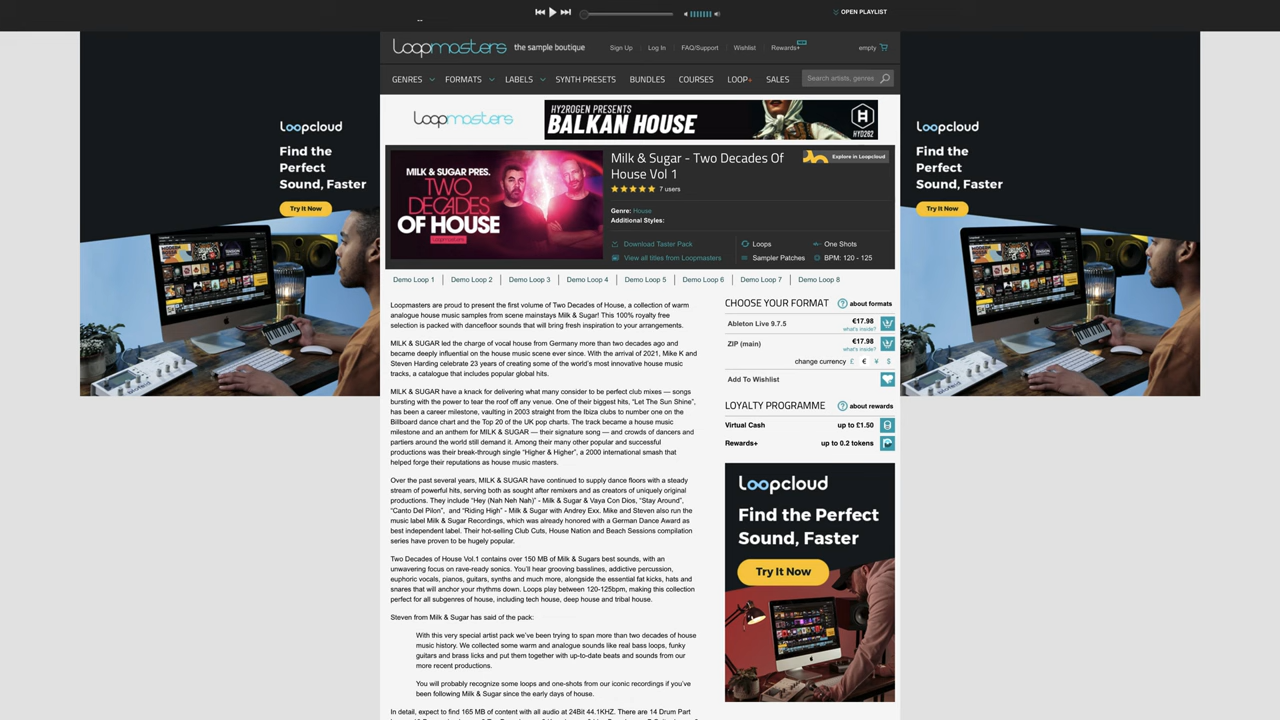 OPEN PLAYLIST
Loopmasters the sample boutique
Sign Up Log In FAQ/Support Wishlist Rewards+ empty
GENRES FORMATS LABELS SYNTH PRESETS BUNDLES COURSES LOOP+ SALES Search artists, genres
Loopmasters
HY2ROGEN PRESENTS
BALKAN HOUSE
HYD262
Loopcloud
Find the
Perfect
Sound, Faster
Try It Now
Loopcloud
Find the
Perfect
Sound, Faster
Try It Now
MILK & SUGAR PRES.
TWO
DECADES
OF HOUSE
Loopmasters
Milk & Sugar - Two Decades Of
House Vol 1
Explore in Loopcloud
7 users
Genre: House
Additional Styles:
Download Taster Pack
View all titles from Loopmasters
Loops One Shots
Sampler Patches BPM: 120 - 125
Demo Loop 1 Demo Loop 2 Demo Loop 3 Demo Loop 4 Demo Loop 5 Demo Loop 6 Demo Loop 7 Demo Loop 8
Loopmasters are proud to present the first volume of Two Decades of House, a collection of warm
analogue house music samples from scene mainstays Milk & Sugar! This 100% royalty free
selection is packed with dancefloor sounds that will bring fresh inspiration to your arrangements.
MILK & SUGAR led the charge of vocal house from Germany more than two decades ago and
became deeply influential on the house music scene ever since. With the arrival of 2021, Mike K and
Steven Harding celebrate 23 years of creating some of the world's most innovative house music
tracks, a catalogue that includes popular global hits.
MILK & SUGAR have a knack for delivering what many consider to be perfect club mixes — songs
bursting with the power to tear the roof off any venue. One of their biggest hits, "Let The Sun Shine",
has been a career milestone, vaulting in 2003 straight from the Ibiza clubs to number one on the
Billboard dance chart and the Top 20 of the UK pop charts. The track became a house music
milestone and an anthem for MILK & SUGAR — their signature song — and crowds of dancers and
partiers around the world still demand it. Among their many other popular and successful
productions was their break-through single "Higher & Higher", a 2000 international smash that
helped forge their reputations as house music masters.
Over the past several years, MILK & SUGAR have continued to supply dance floors with a steady
stream of powerful hits, serving both as sought after remixers and as creators of uniquely original
productions. They include "Hey (Nah Neh Nah)" - Milk & Sugar & Vaya Con Dios, "Stay Around",
"Canto Del Pilon", and "Riding High" - Milk & Sugar with Andrey Exx. Mike and Steven also run the
music label Milk & Sugar Recordings, which was already honored with a German Dance Award as
best independent label. Their hot-selling Club Cuts, House Nation and Beach Sessions compilation
series have proven to be hugely popular.
Two Decades of House Vol.1 contains over 150 MB of Milk & Sugars best sounds, with an
unwavering focus on rave-ready sonics. You'll hear grooving basslines, addictive percussion,
euphoric vocals, pianos, guitars, synths and much more, alongside the essential fat kicks, hats and
snares that will anchor your rhythms down. Loops play between 120-125bpm, making this collection
perfect for all subgenres of house, including tech house, deep house and tribal house.
Steven from Milk & Sugar has said of the pack:
With this very special artist pack we've been trying to span more than two decades of house
music history. We collected some warm and analogue sounds like real bass loops, funky
guitars and brass licks and put them together with up-to-date beats and sounds from our
more recent productions.
You will probably recognize some loops and one-shots from our iconic recordings if you've
been following Milk & Sugar since the early days of house.
In detail, expect to find 165 MB of content with all audio at 24Bit 44.1KHZ. There are 14 Drum Part
CHOOSE YOUR FORMAT ? about formats
Ableton Live 9.7.5 €17.98
what's inside?
ZIP (main) €17.98
what's inside?
change currency £ € ¥ $
Add To Wishlist
LOYALTY PROGRAMME ? about rewards
Virtual Cash up to £1.50
Rewards+ up to 0.2 tokens
Loopcloud
Find the Perfect
Sound, Faster
Try It Now